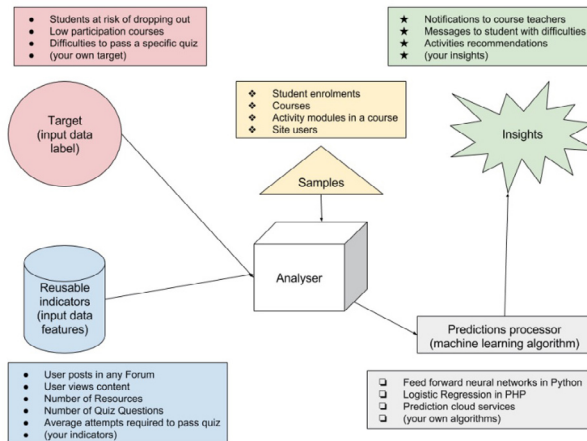 Students at risk of dropping out
Low participation courses
Difficulties to pass a specific quiz
(your own target)
Notifications to course teachers
Messages to student with difficulties
Activities recommendations
(your insights)
Target
(input data
label)
Student enrolments
Courses
Activity modules in a course
Site users
Insights
Samples
Reusable
indicators
(input data
features)
Analyser
Predictions processor
(machine learning algorithm)
User posts in any Forum
User views content
Number of Resources
Number of Quiz Questions
Average attempts required to pass quiz
(your indicators)
Feed forward neural networks in Python
Logistic Regression in PHP
Prediction cloud services
(your own algorithms)